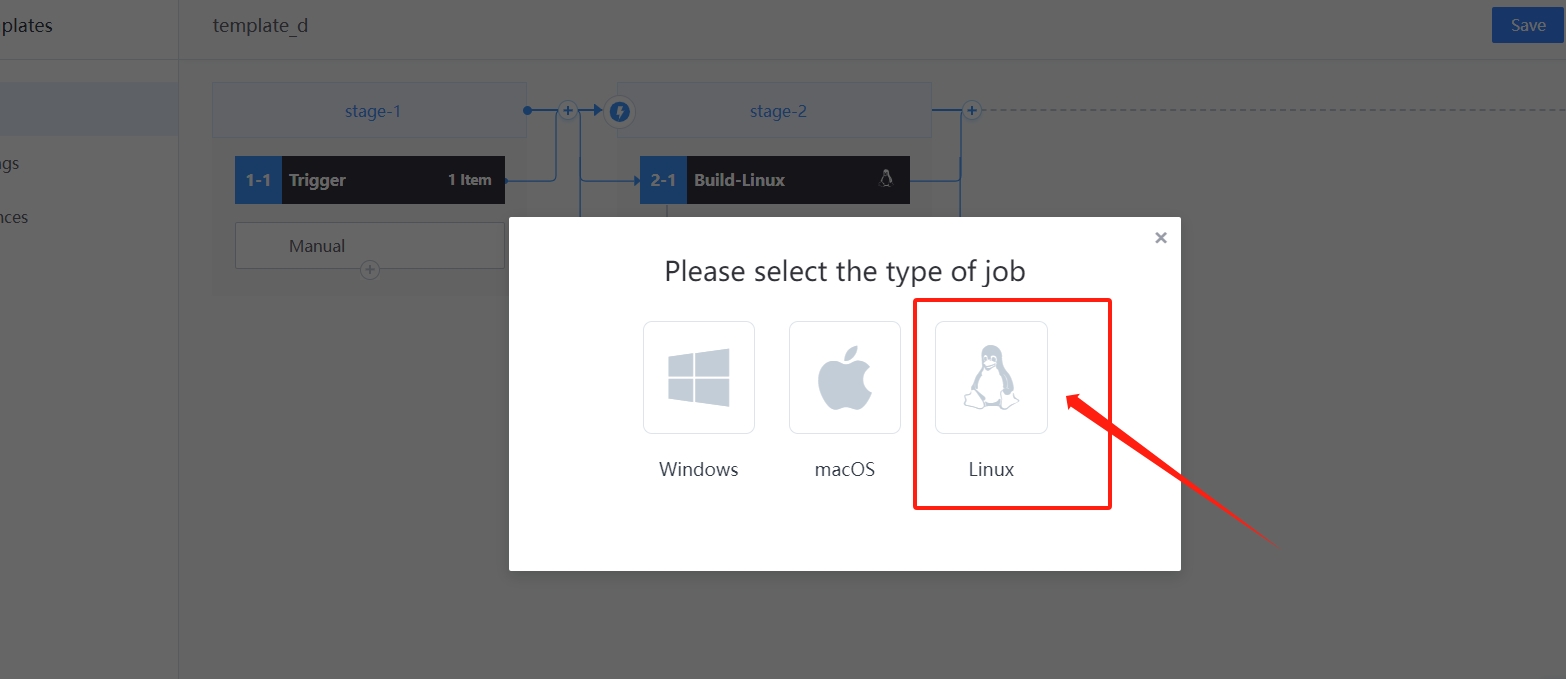 plates
template_d
Save
stage-1
stage-2
1-1 Trigger 1 Item
2-1 Build-Linux
Manual
gs
nces
Please select the type of job
Windows
macOS
Linux